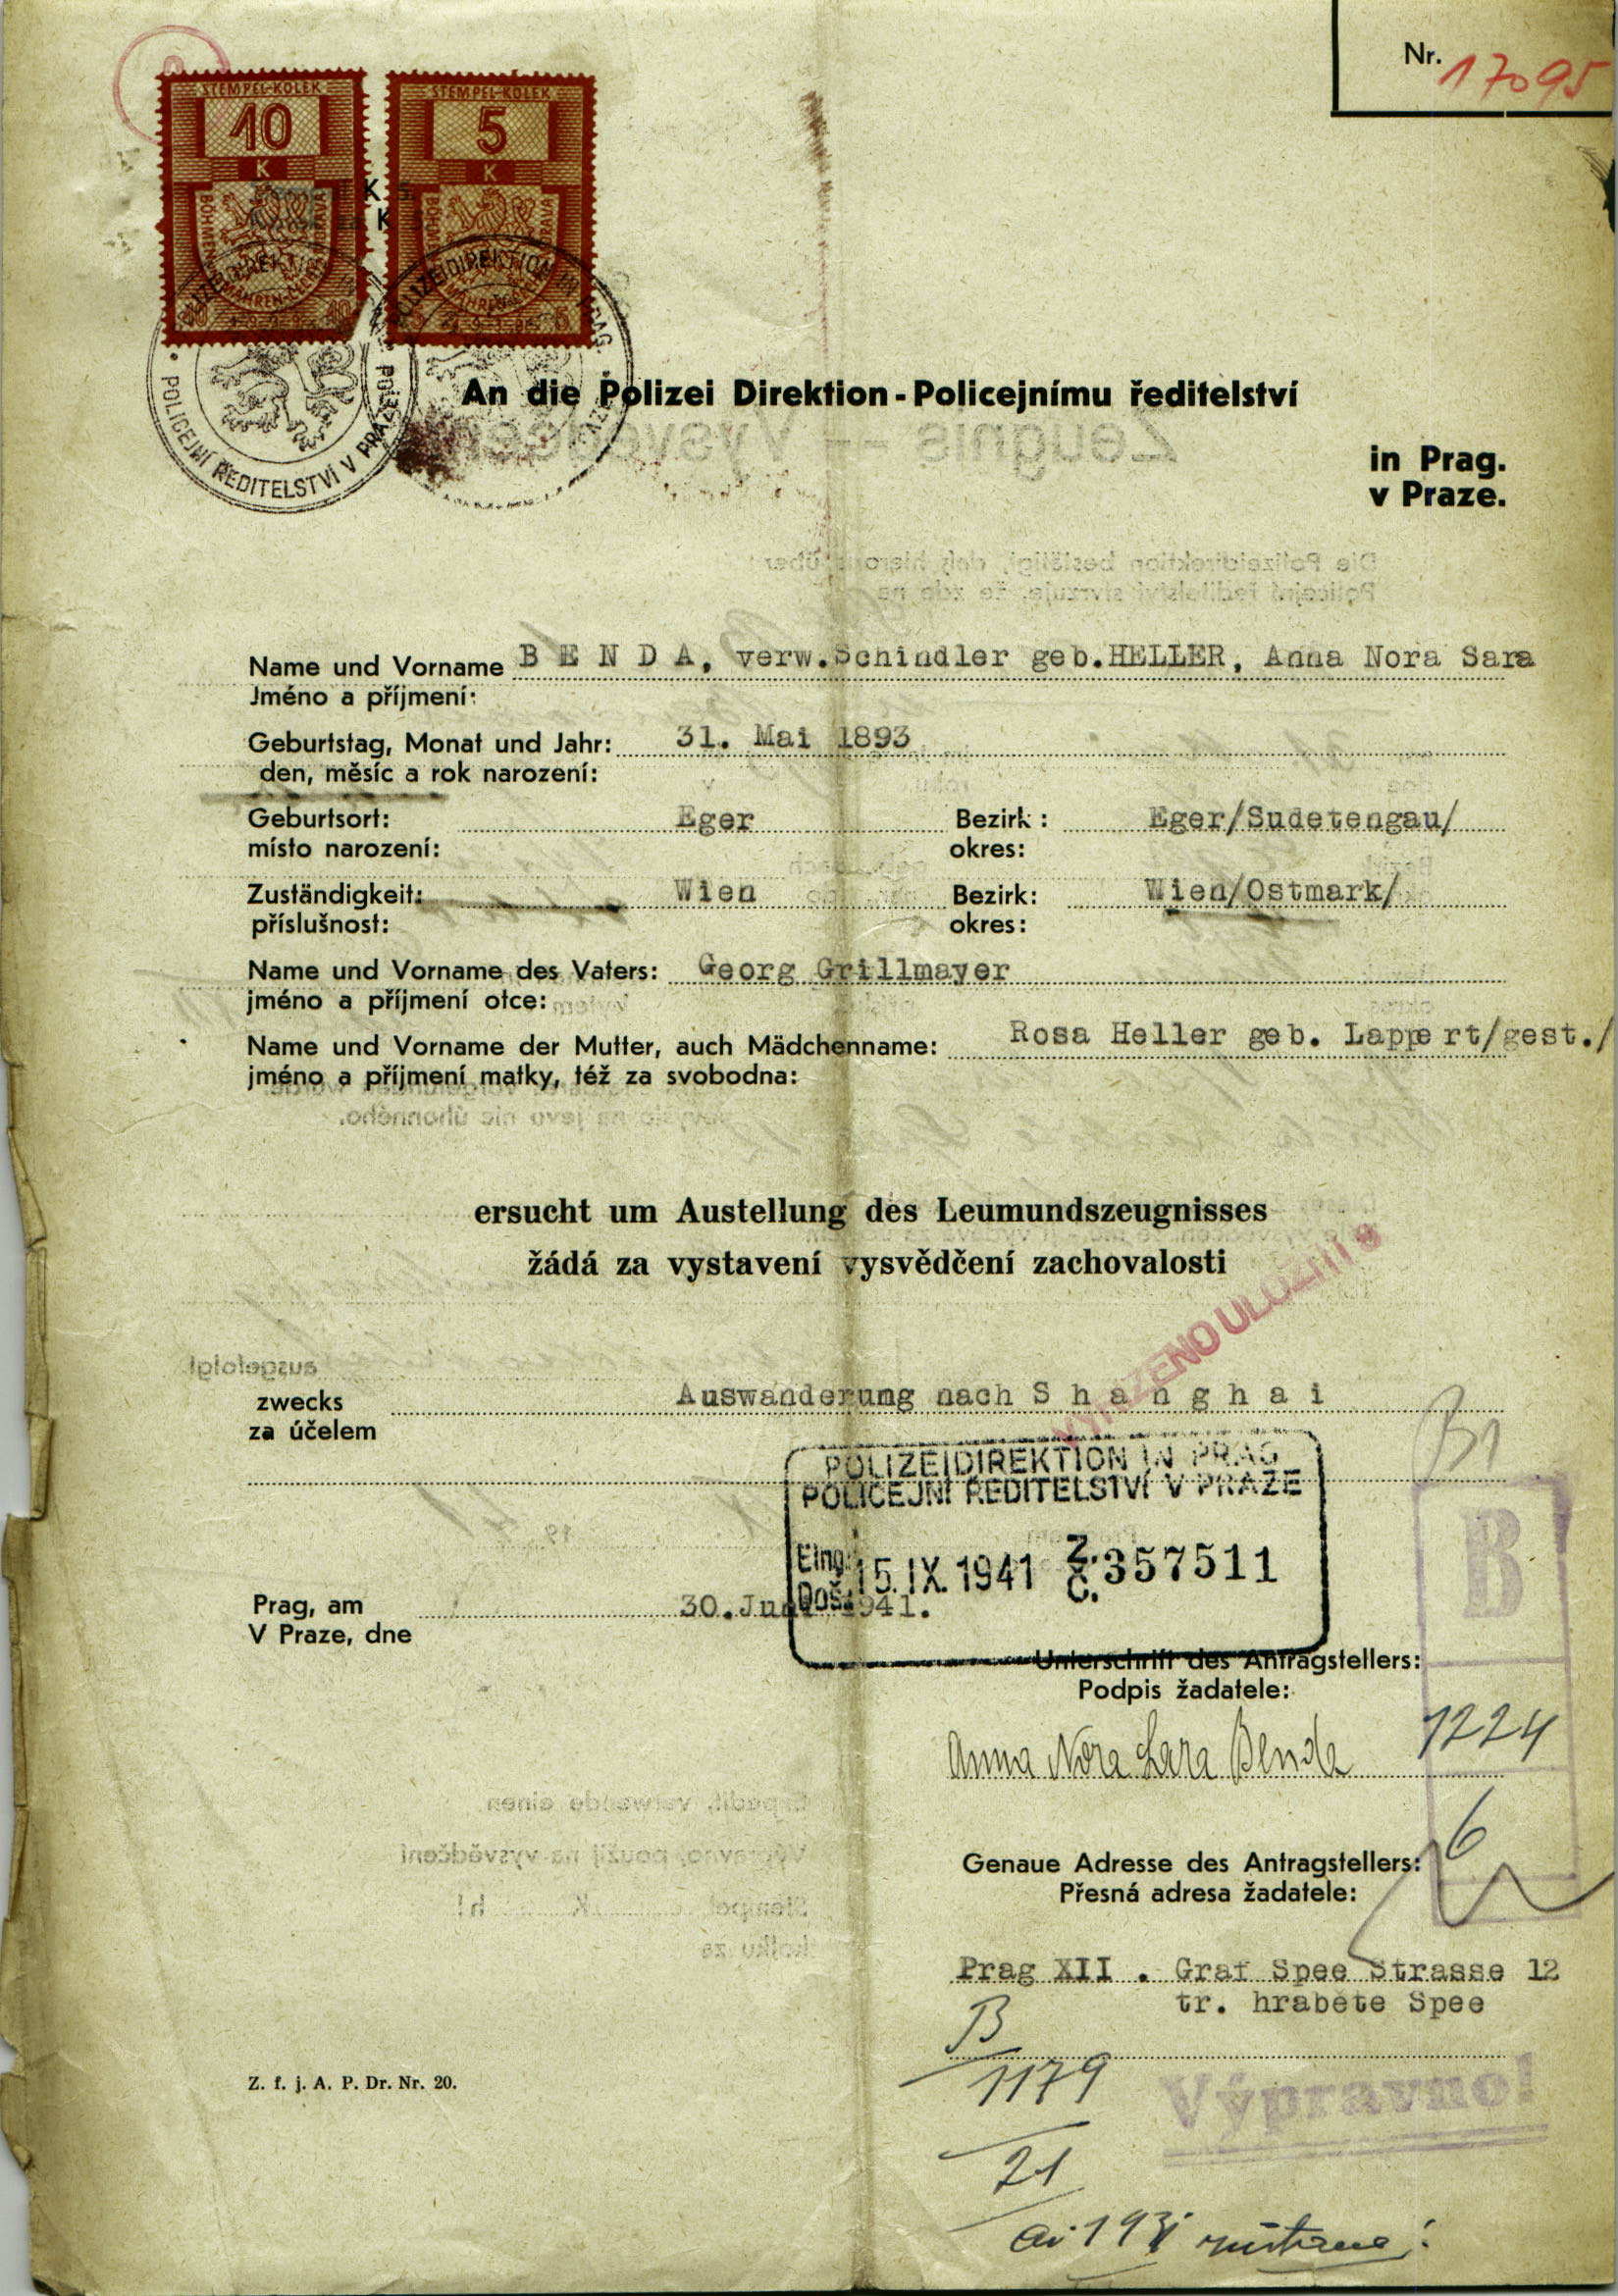 Nr. 17095
STEMPEL-KOLEK STEMPEL-KOLEK
10 5
K K
K
K
POLIZEIDIREKTION IN PRAG
POLICEJNÍ ŘEDITELSTVÍ V PRAZE
An die Polizei Direktion - Policejnímu ředitelství
in Prag.
v Praze.
Name und Vorname B E N D A, verw.Schindler geb.HELLER, Anna Nora Sara
Jméno a příjmení:
Geburtstag, Monat und Jahr: 31. Mai 1893
den, měsíc a rok narození:
Geburtsort: Eger Bezirk: Eger/Sudetengau/
místo narození: okres:
Zuständigkeit: Wien Bezirk: Wien/Ostmark/
příslušnost: okres:
Name und Vorname des Vaters: Georg Grillmayer
jméno a příjmení otce:
Name und Vorname der Mutter, auch Mädchenname: Rosa Heller geb. Lappert/gest./
jméno a příjmení matky, též za svobodna:
ersucht um Austellung des Leumundszeugnisses
žádá za vystavení vysvědčení zachovalosti
zwecks Auswanderung nach S h a n g h a i
za účelem
B1
POLIZEIDIREKTION IN PRAG
POLICEJNÍ ŘEDITELSTVÍ V PRAZE
Eing. Doš. 15. IX. 1941 Z. Č. 357511
B
Prag, am 30. 1941.
V Praze, dne
Unterschrift des Antragstellers:
Podpis žadatele:
Anna Nora Sara Benda
1224
6
Genaue Adresse des Antragstellers:
Přesná adresa žadatele:
Prag XII . Graf Spee Strasse 12
tr. hrabete Spee
B
1179
21
Výpravno!
Z. f. j. A. P. Dr. Nr. 20.